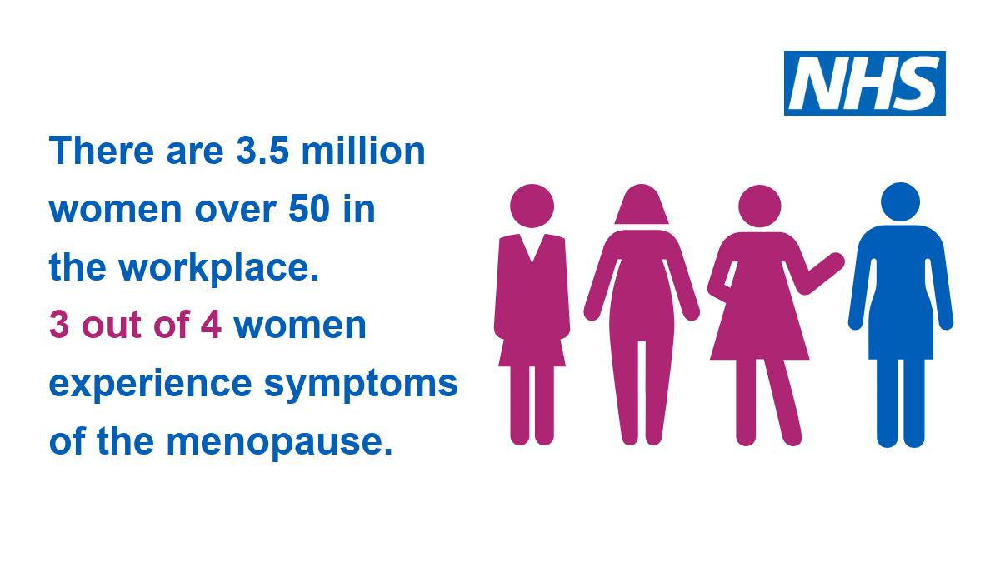 NHS
There are 3.5 million
women over 50 in
the workplace.
3 out of 4 women
experience symptoms
of the menopause.